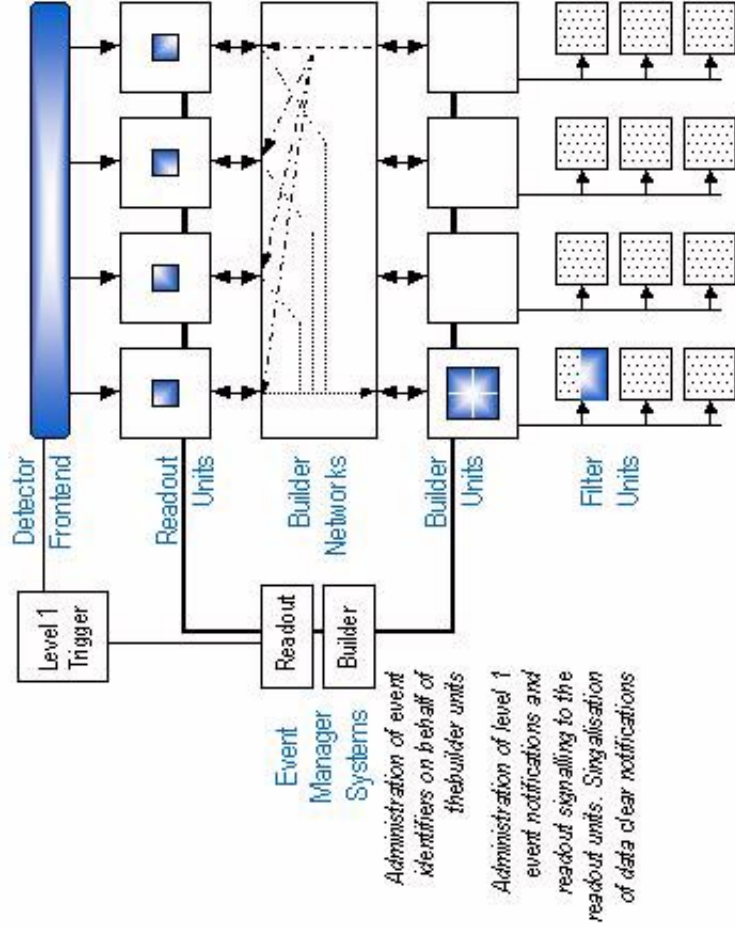 Level 1
Trigger
Detector
Frontend
Readout
Units
Builder
Networks
Builder
Units
Filter
Units
Event
Manager
Systems
Readout
Builder
Administration of event
identifiers on behalf of
thebuilder units
Administration of level 1
event notifications and
readout signalling to the
readout units. Singalisation
of data clear notifications